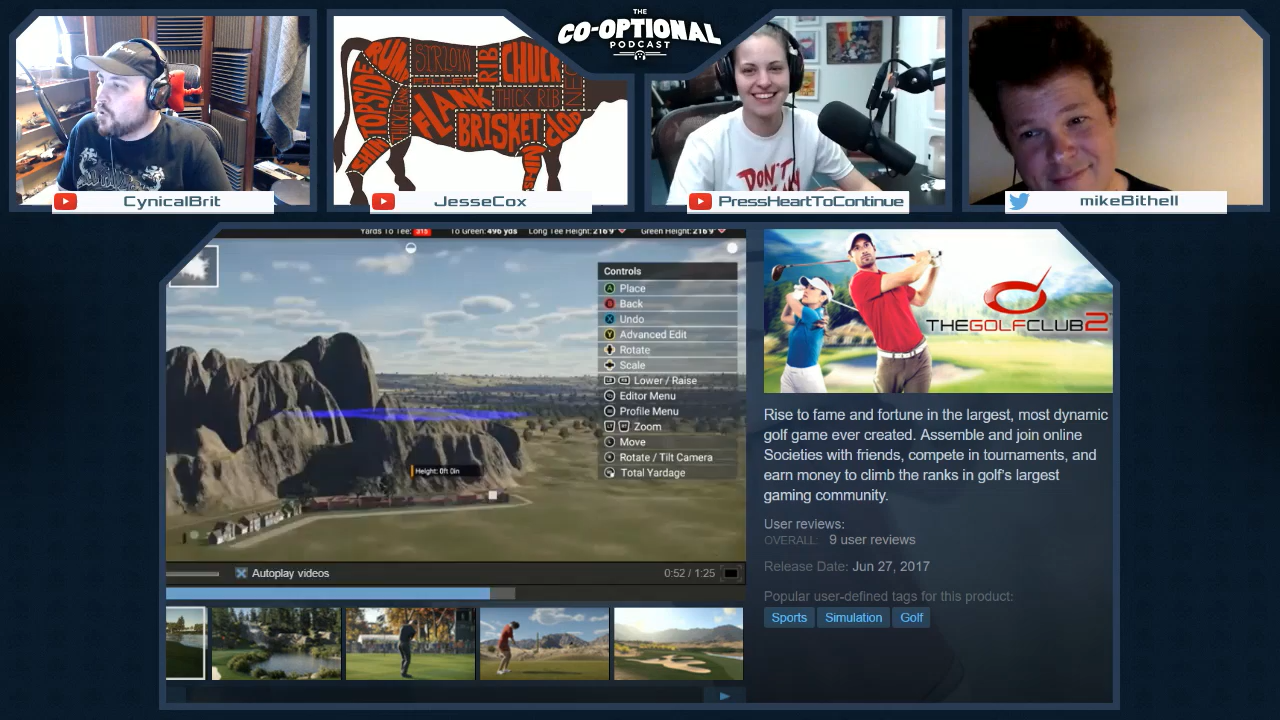 THE
CO-OPTIONAL
PODCAST
RUMP
SIRLOIN
FILLET
RIB
CHUCK
TOPSIDE
FLANK
BRISKET
CLOD
SHIN
DON'T
CynicalBrit
JesseCox
PressHeartToContinue
mikeBithell
Yards To Tee: 315 To Green: 496 yds Long Tee Height: 216'9" Green Height: 216'9"
Controls
A Place
B Back
X Undo
Y Advanced Edit
Rotate
Scale
Lower / Raise
Editor Menu
Profile Menu
Zoom
Move
Rotate / Tilt Camera
Total Yardage
Height: 0ft 0in
Autoplay videos
0:52 / 1:25
THEGOLFCLUB2
Rise to fame and fortune in the largest, most dynamic
golf game ever created. Assemble and join online
Societies with friends, compete in tournaments, and
earn money to climb the ranks in golf's largest
gaming community.
User reviews:
OVERALL: 9 user reviews
Release Date: Jun 27, 2017
Popular user-defined tags for this product:
Sports Simulation Golf